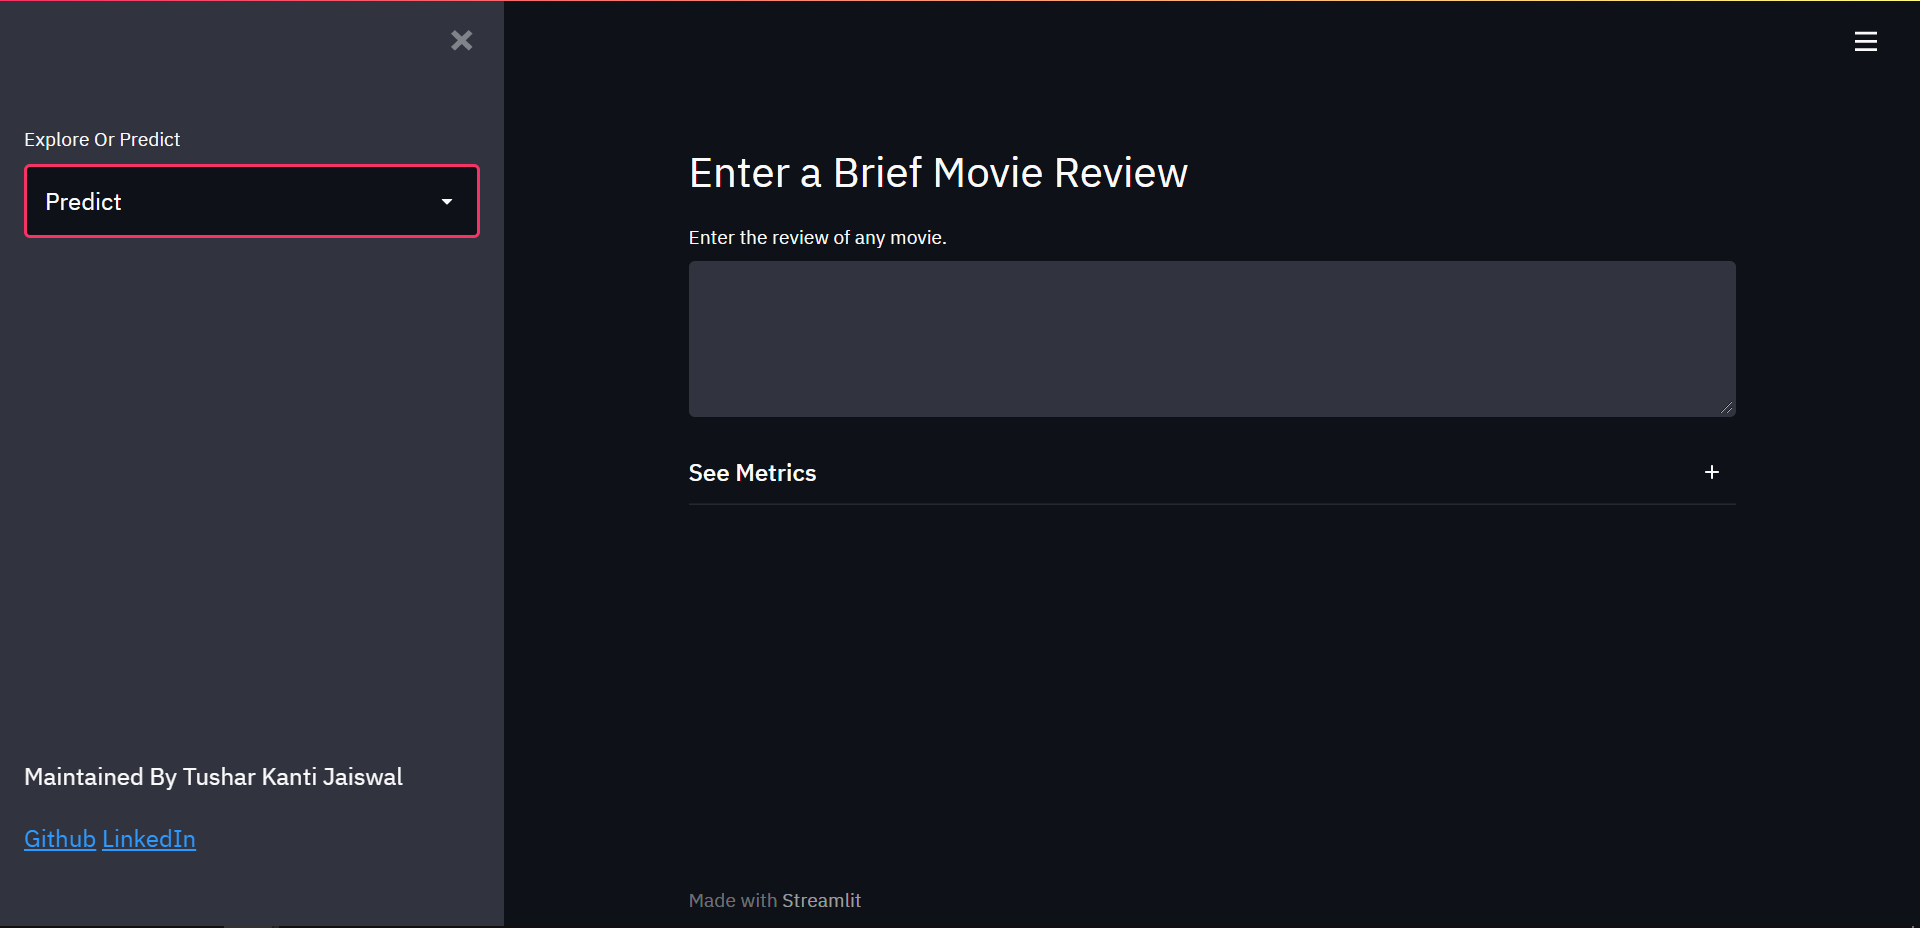 Explore Or Predict
Predict
Enter a Brief Movie Review
Enter the review of any movie.
See Metrics
Maintained By Tushar Kanti Jaiswal
Github LinkedIn
Made with Streamlit